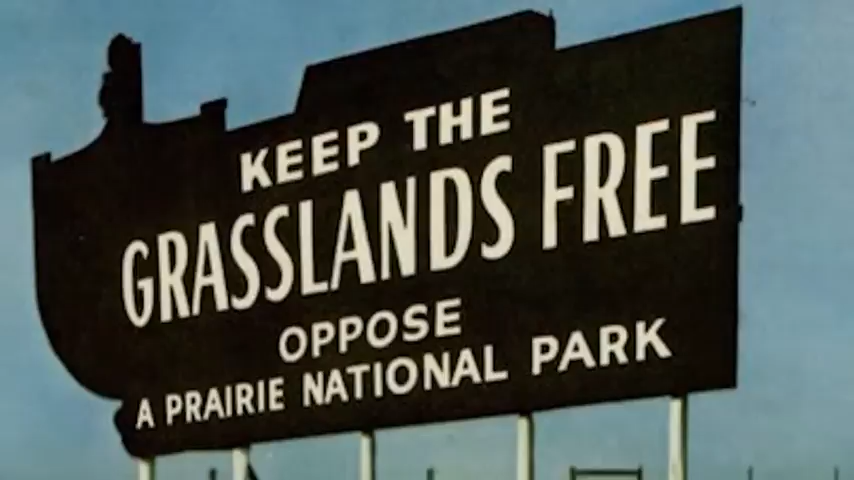 KEEP THE
GRASSLANDS FREE
OPPOSE
A PRAIRIE NATIONAL PARK